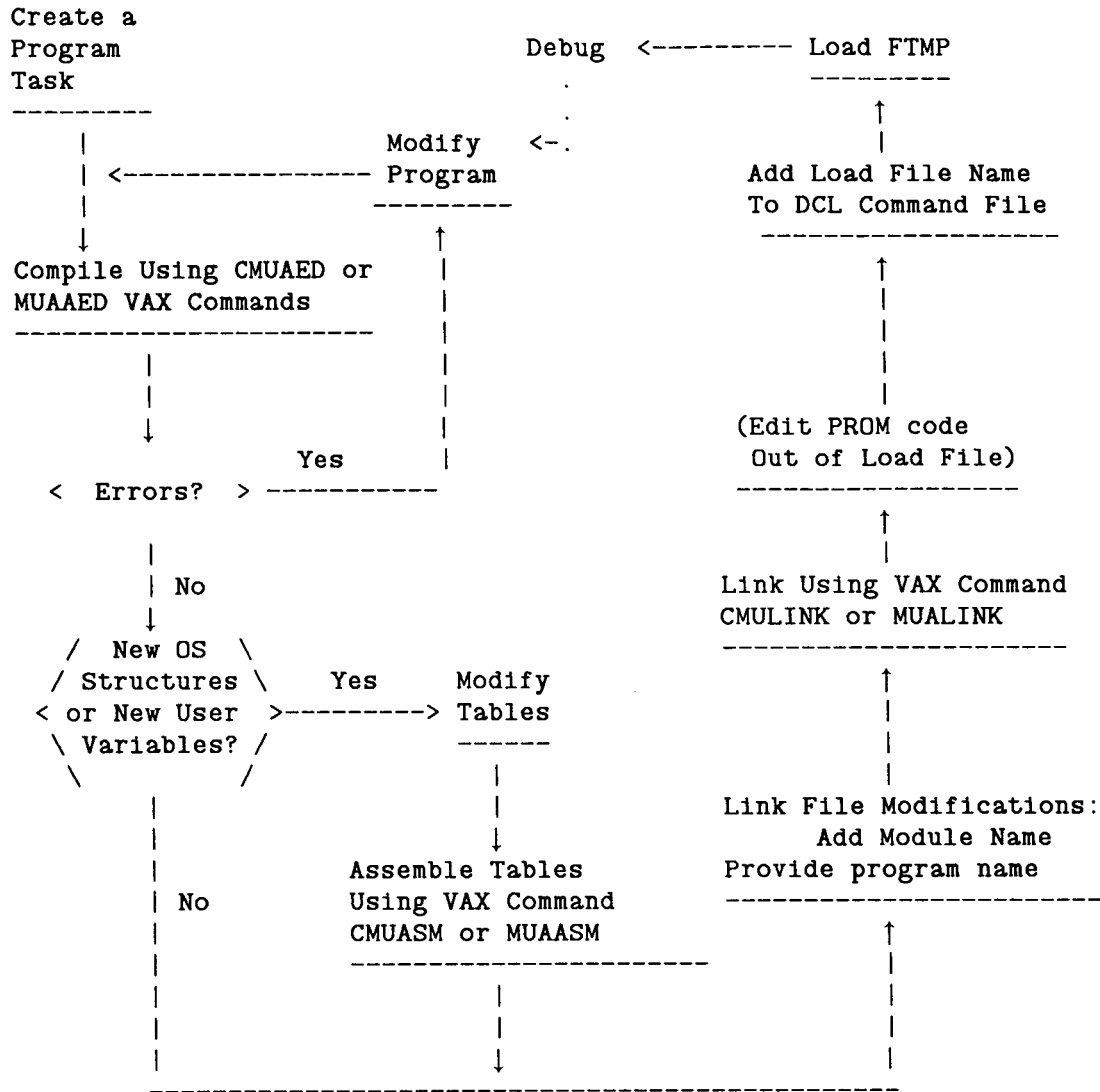 Create a
Program
Task
Debug <--------- Load FTMP
Modify
Program
Add Load File Name
To DCL Command File
Compile Using CMUAED or
MUAAED VAX Commands
(Edit PROM code
Out of Load File)
Yes
< Errors? >
No
Link Using VAX Command
CMULINK or MUALINK
/ New OS \
/ Structures \
< or New User >
\ Variables? /
Yes
Modify
Tables
Link File Modifications:
Add Module Name
Provide program name
Assemble Tables
Using VAX Command
CMUASM or MUAASM
No